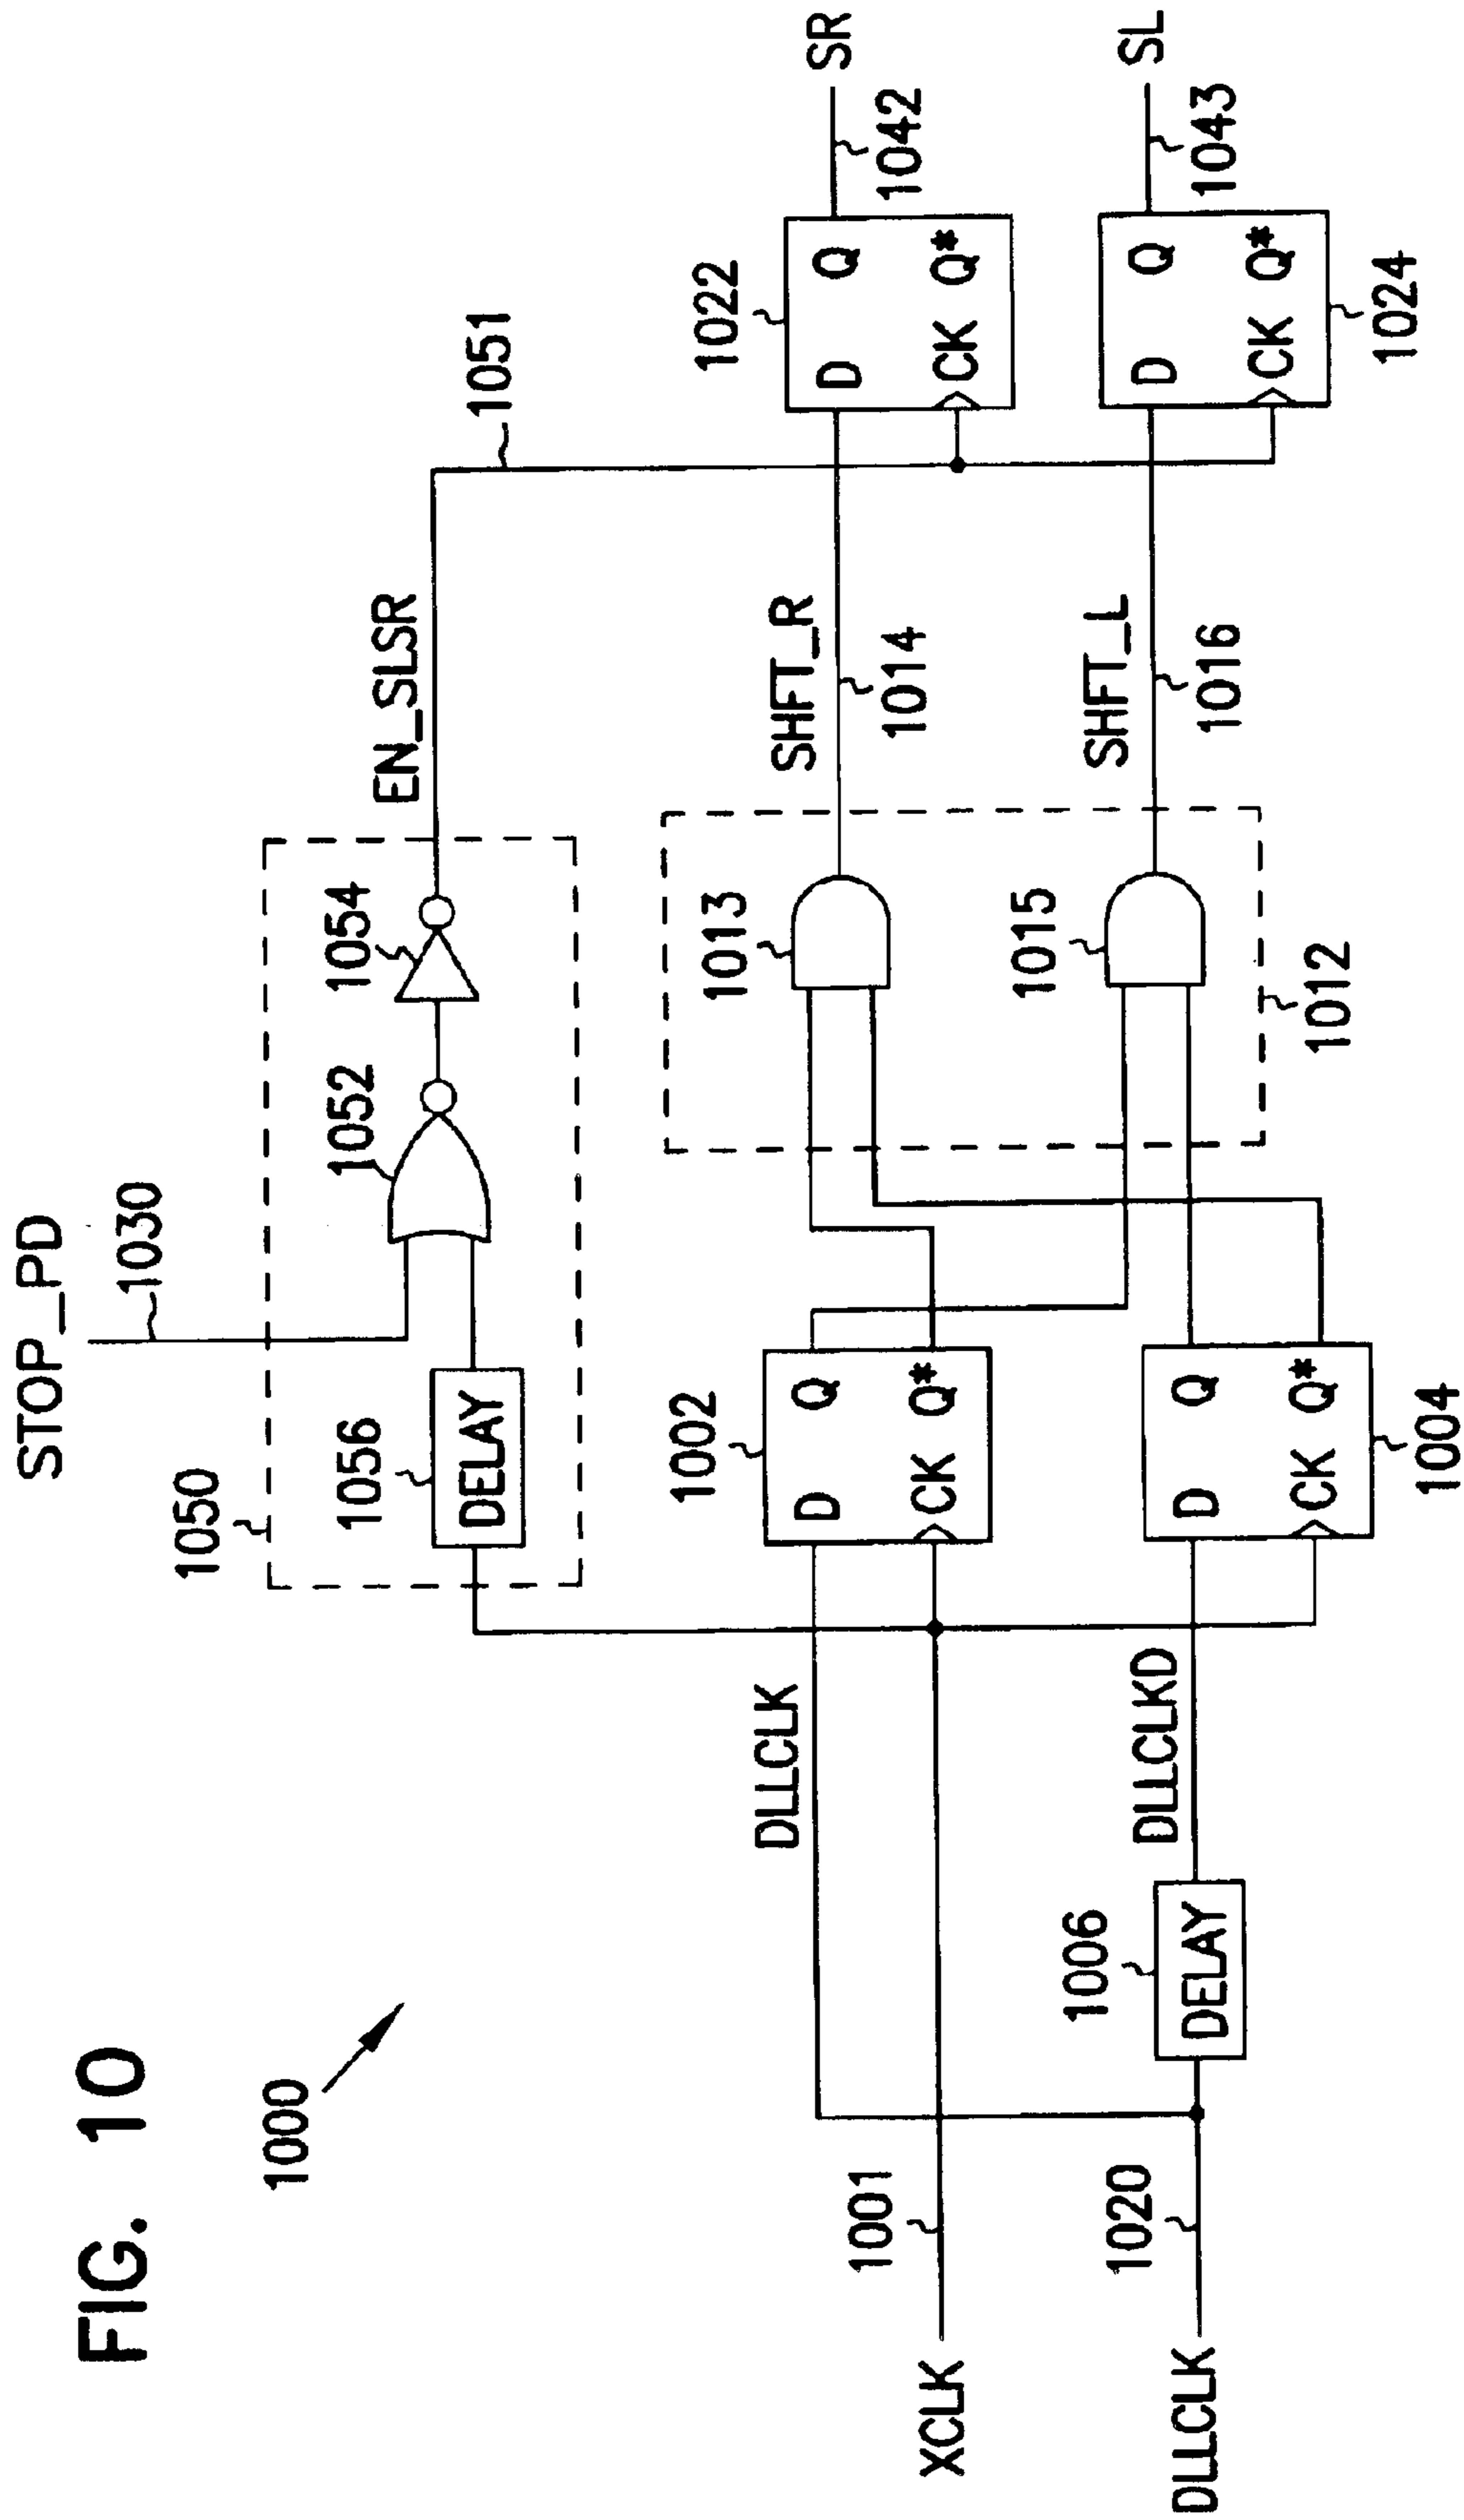 FIG. 10
1000
STOP_PD
1030
1050
1056
DELAY
1052
1054
EN_SLSR
1051
XCLK
1001
DLLCLK
1020
DLLCLK
1006
DELAY
DLLCLKD
1002
D Q
CK Q*
1004
D Q
CK Q*
1013
1015
1012
SHFT_R
1014
SHFT_L
1016
1022
D Q
CK Q*
1024
D Q
CK Q*
1042
SR
1043
SL